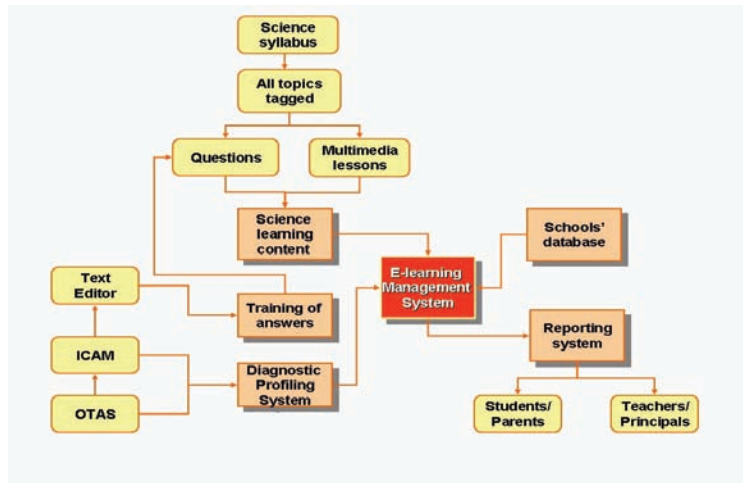 Science
syllabus
All topics
tagged
Questions
Multimedia
lessons
Science
learning
content
Schools'
database
E-learning
Management
System
Text
Editor
Training of
answers
Reporting
system
ICAM
Diagnostic
Profiling
System
OTAS
Students/
Parents
Teachers/
Principals